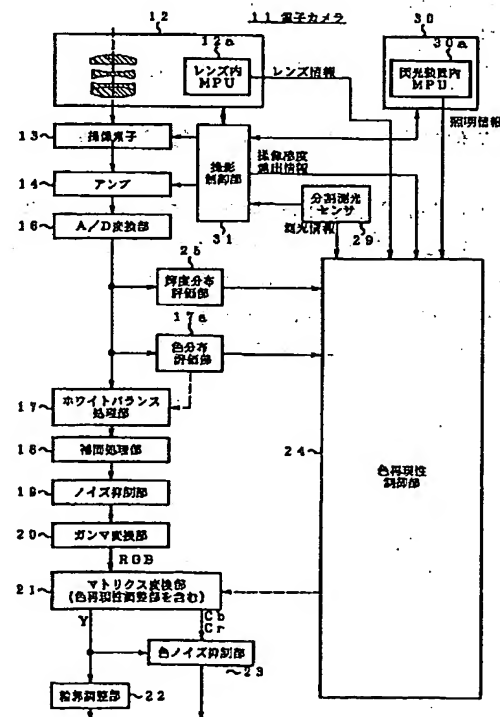 12
11 電子カメラ
30
12a
レンズ内
MPU
レンズ情報
30a
閃光装置内
MPU
照明情報
13
撮像素子
撮影
制御部
31
撮像感度
露出情報
14
アンプ
分割測光
センサ
29
測光情報
16
A/D変換部
25
輝度分布
評価部
17a
色分布
評価部
17
ホワイトバランス
処理部
18
補間処理部
24
色再現性
制御部
19
ノイズ抑制部
20
ガンマ変換部
RGB
21
マトリクス変換部
(色再現性調整部を含む)
Y
Cb
Cr
色ノイズ抑制部
23
輪郭調整部
22